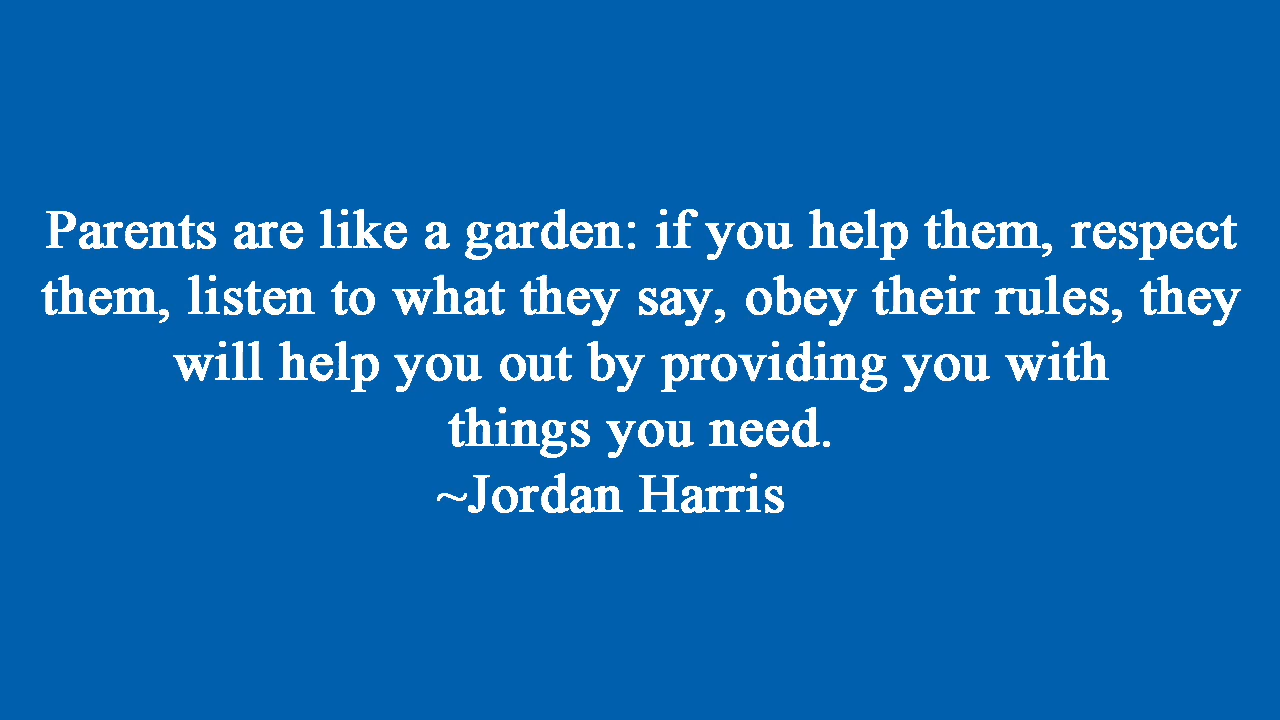 Parents are like a garden: if you help them, respect
them, listen to what they say, obey their rules, they
will help you out by providing you with
things you need.
~Jordan Harris